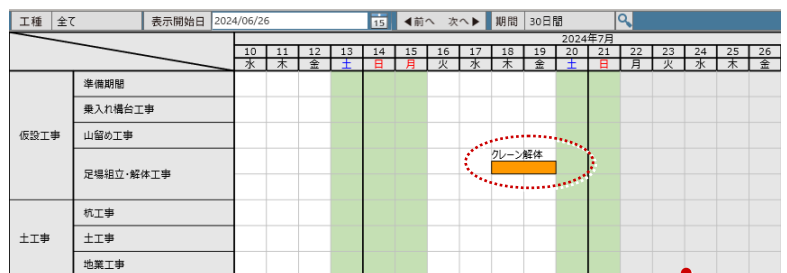 工種 全て 表示開始日 2024/06/26 15 ◀前へ 次へ▶ 期間 30日間
2024年7月
10 11 12 13 14 15 16 17 18 19 20 21 22 23 24 25 26
水 木 金 土 日 月 火 水 木 金 土 日 月 火 水 木 金
準備期間
乗入れ構台工事
仮設工事 山留め工事
クレーン解体
足場組立・解体工事
杭工事
土工事 土工事
地業工事